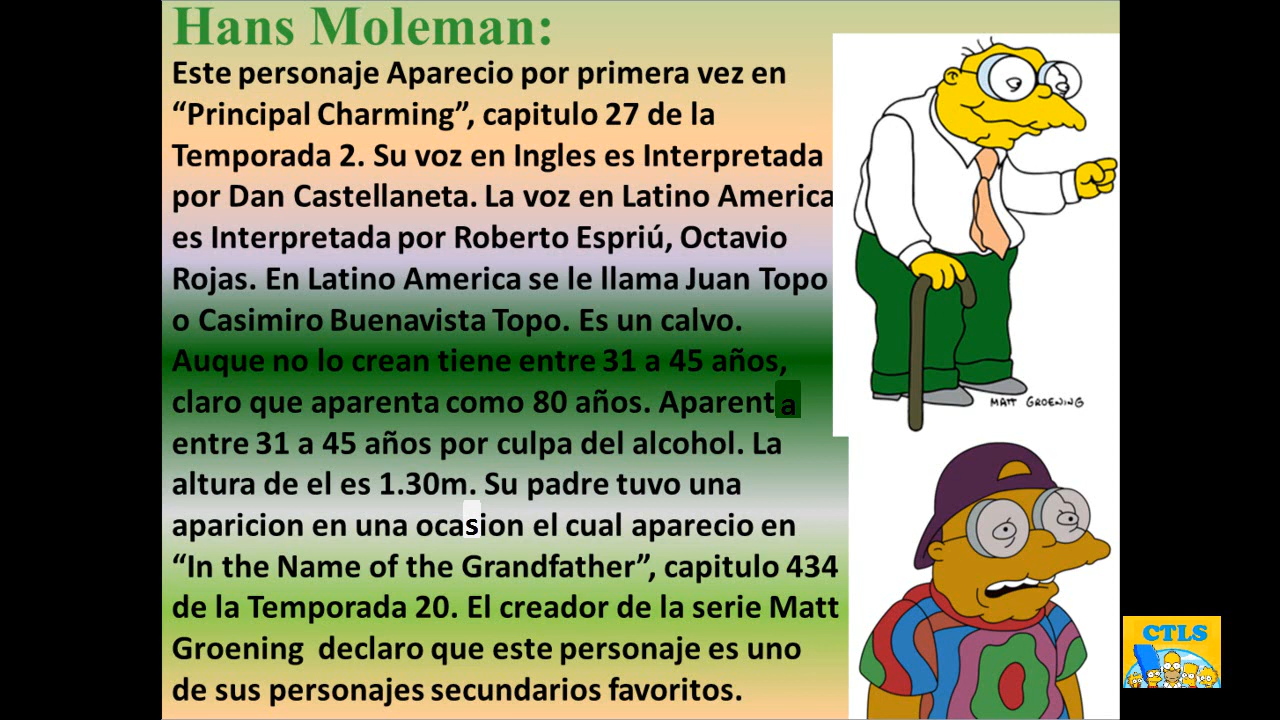 Hans Moleman:
Este personaje Aparecio por primera vez en
“Principal Charming”, capitulo 27 de la
Temporada 2. Su voz en Ingles es Interpretada
por Dan Castellaneta. La voz en Latino America
es Interpretada por Roberto Espriú, Octavio
Rojas. En Latino America se le llama Juan Topo
o Casimiro Buenavista Topo. Es un calvo.
Auque no lo crean tiene entre 31 a 45 años,
claro que aparenta como 80 años. Aparenta
entre 31 a 45 años por culpa del alcohol. La
altura de el es 1.30m. Su padre tuvo una
aparicion en una ocasion el cual aparecio en
“In the Name of the Grandfather”, capitulo 434
de la Temporada 20. El creador de la serie Matt
Groening declaro que este personaje es uno
de sus personajes secundarios favoritos.
MATT GROENING
CTLS